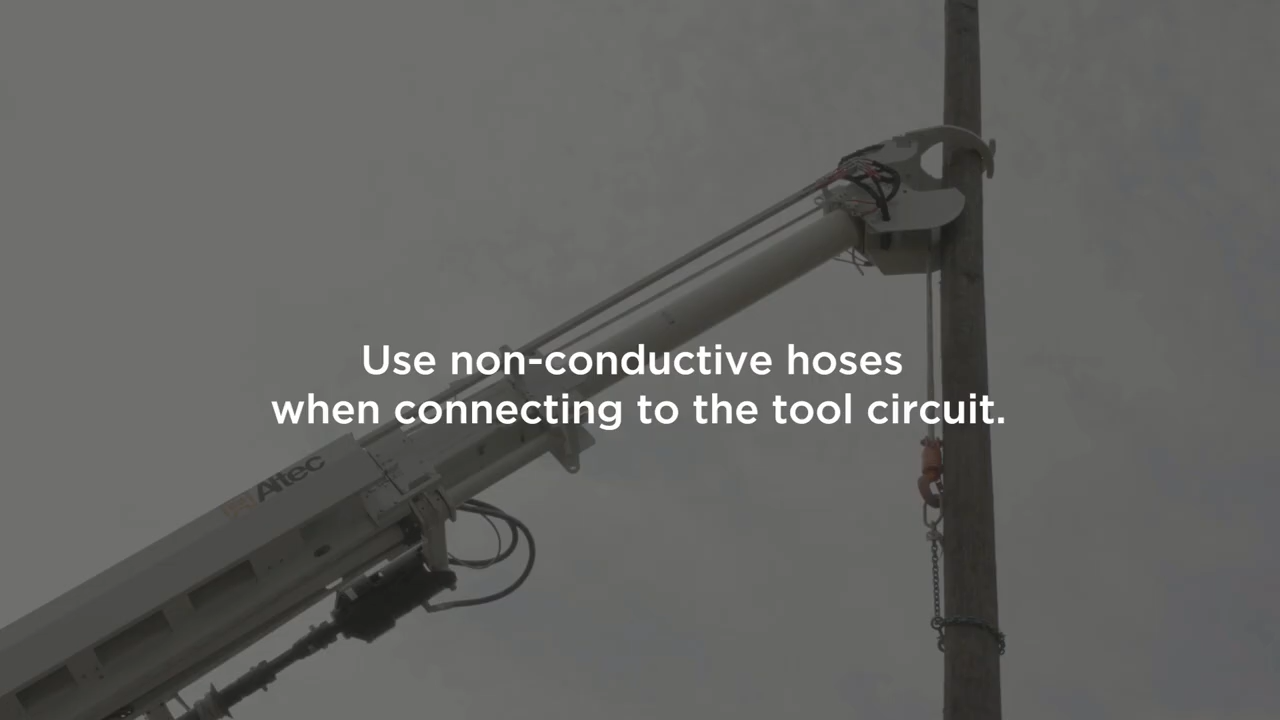 Use non-conductive hoses
when connecting to the tool circuit.
Altec